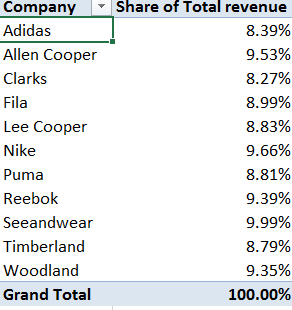 Company Share of Total revenue
Adidas 8.39%
Allen Cooper 9.53%
Clarks 8.27%
Fila 8.99%
Lee Cooper 8.83%
Nike 9.66%
Puma 8.81%
Reebok 9.39%
Seeandwear 9.99%
Timberland 8.79%
Woodland 9.35%
Grand Total 100.00%